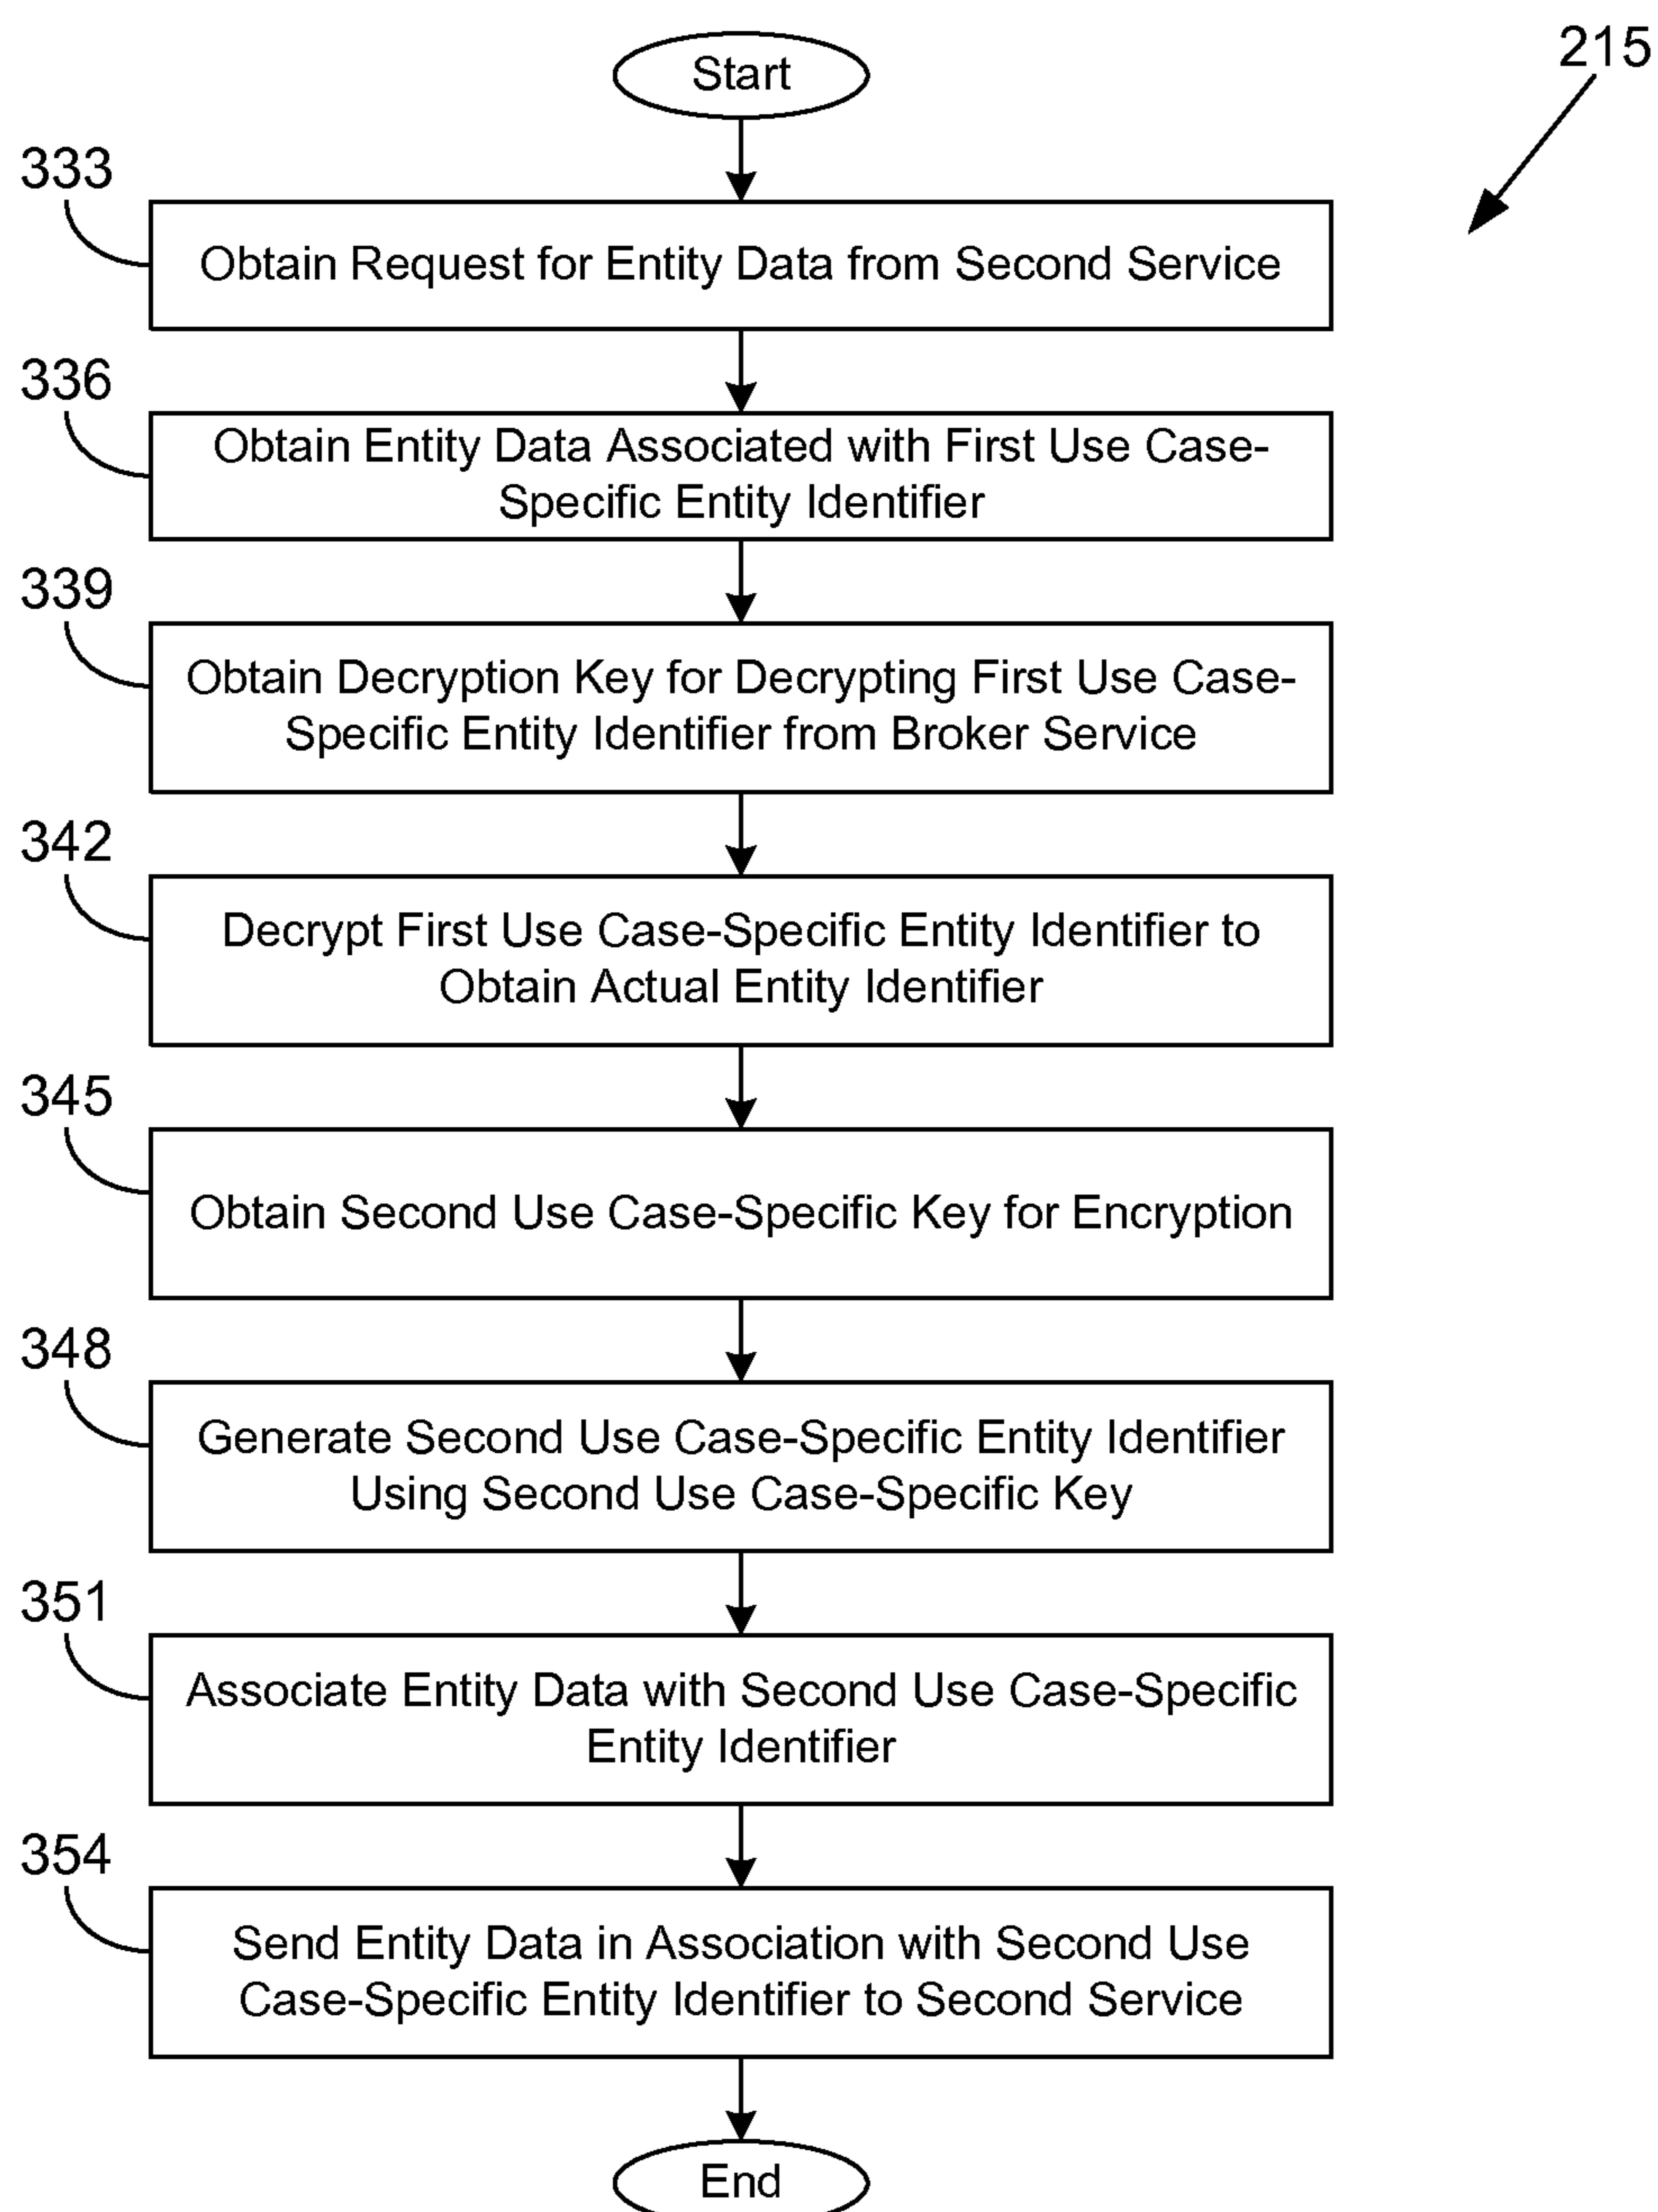 215
Start
333
Obtain Request for Entity Data from Second Service
336
Obtain Entity Data Associated with First Use Case-
Specific Entity Identifier
339
Obtain Decryption Key for Decrypting First Use Case-
Specific Entity Identifier from Broker Service
342
Decrypt First Use Case-Specific Entity Identifier to
Obtain Actual Entity Identifier
345
Obtain Second Use Case-Specific Key for Encryption
348
Generate Second Use Case-Specific Entity Identifier
Using Second Use Case-Specific Key
351
Associate Entity Data with Second Use Case-Specific
Entity Identifier
354
Send Entity Data in Association with Second Use
Case-Specific Entity Identifier to Second Service
End